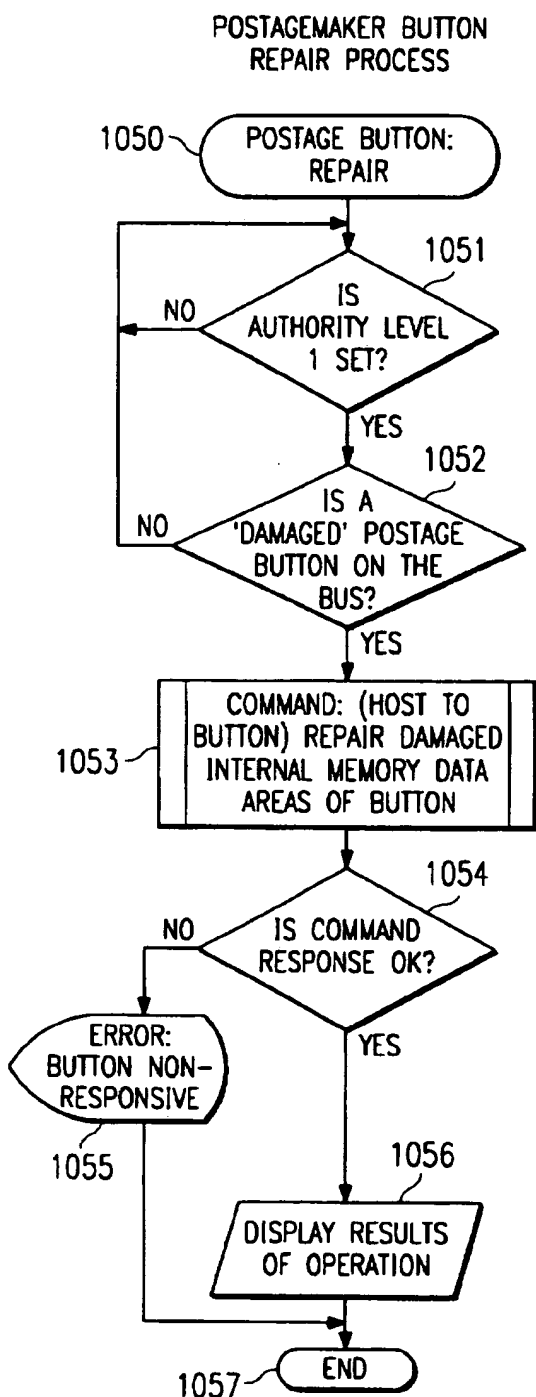 POSTAGEMAKER BUTTON
REPAIR PROCESS
1050
POSTAGE BUTTON:
REPAIR
1051
IS
AUTHORITY LEVEL
1 SET?
NO
YES
1052
IS A
'DAMAGED' POSTAGE
BUTTON ON THE
BUS?
NO
YES
1053
COMMAND: (HOST TO
BUTTON) REPAIR DAMAGED
INTERNAL MEMORY DATA
AREAS OF BUTTON
1054
IS COMMAND
RESPONSE OK?
NO
YES
ERROR:
BUTTON NON-
RESPONSIVE
1055
1056
DISPLAY RESULTS
OF OPERATION
END
1057